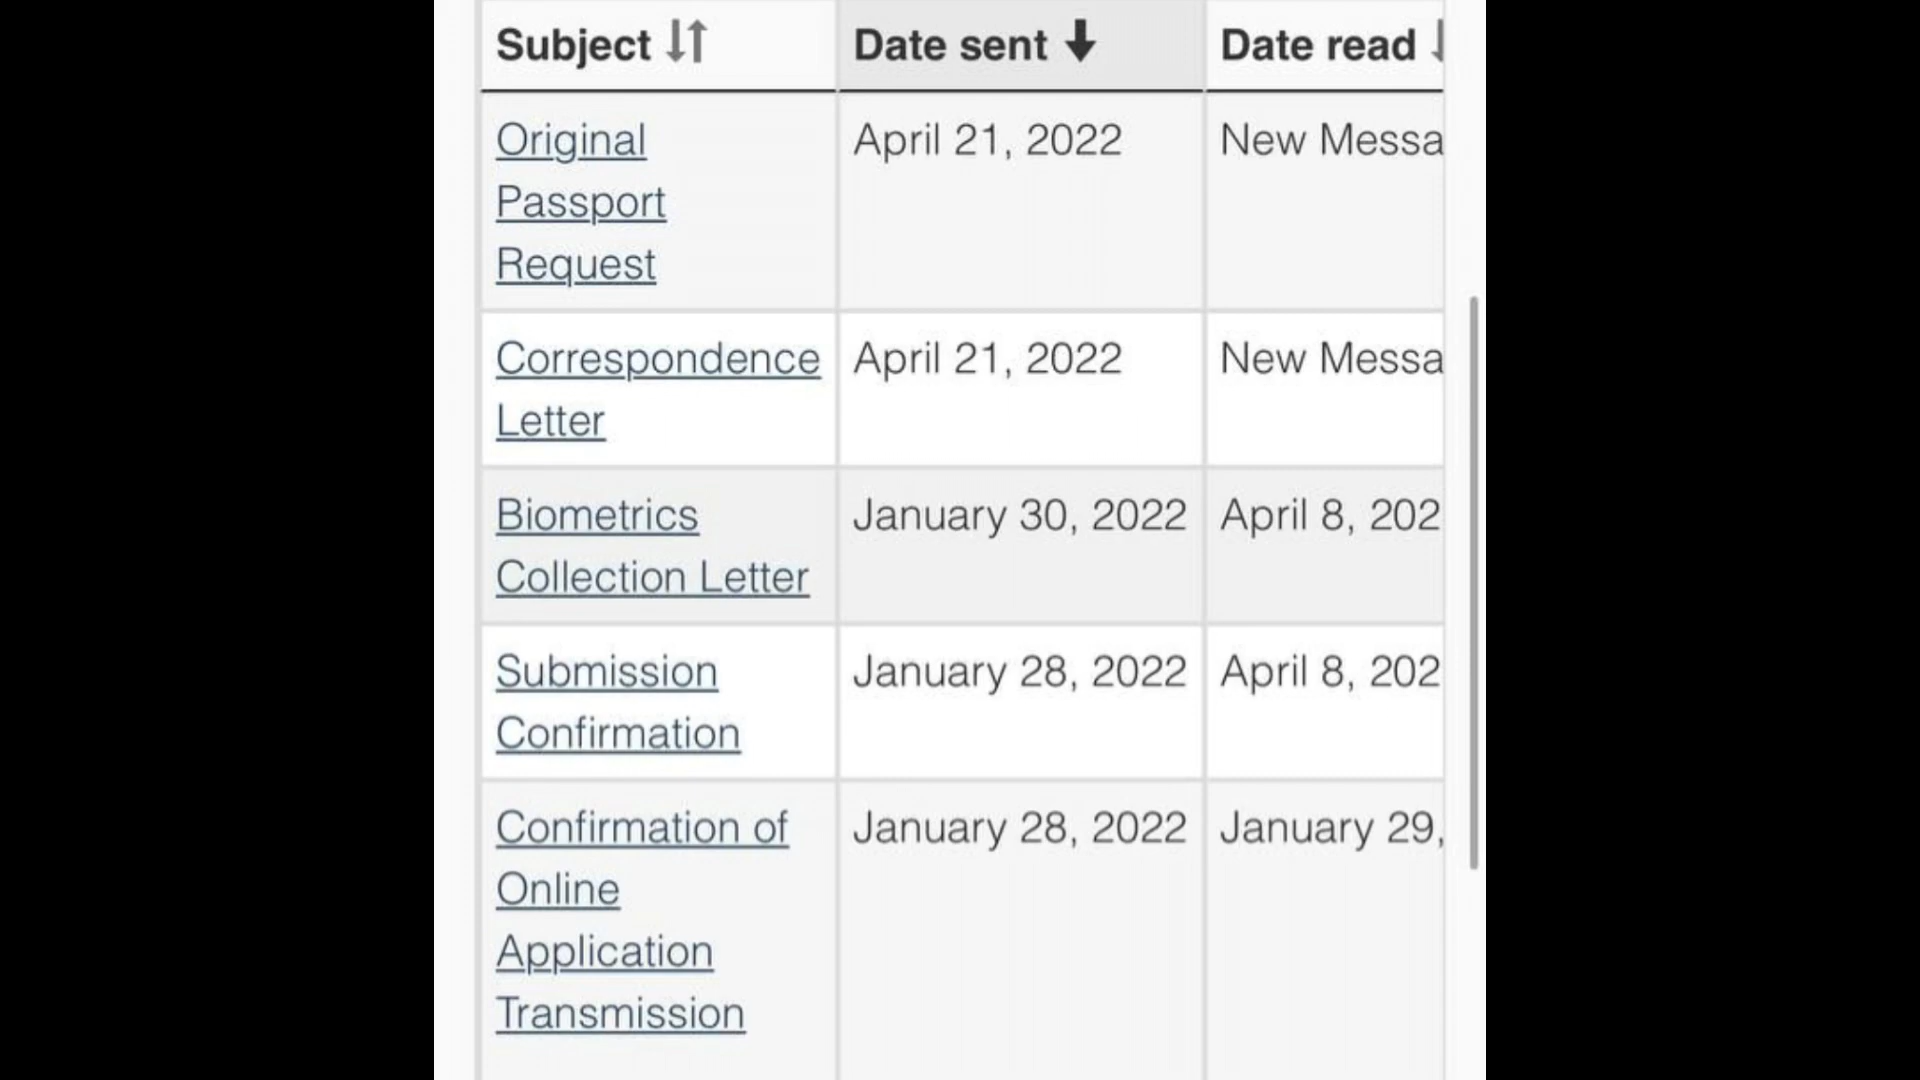 Subject Date sent Date read
Original April 21, 2022 New Messa
Passport
Request
Correspondence April 21, 2022 New Messa
Letter
Biometrics January 30, 2022 April 8, 202
Collection Letter
Submission January 28, 2022 April 8, 202
Confirmation
Confirmation of January 28, 2022 January 29,
Online
Application
Transmission